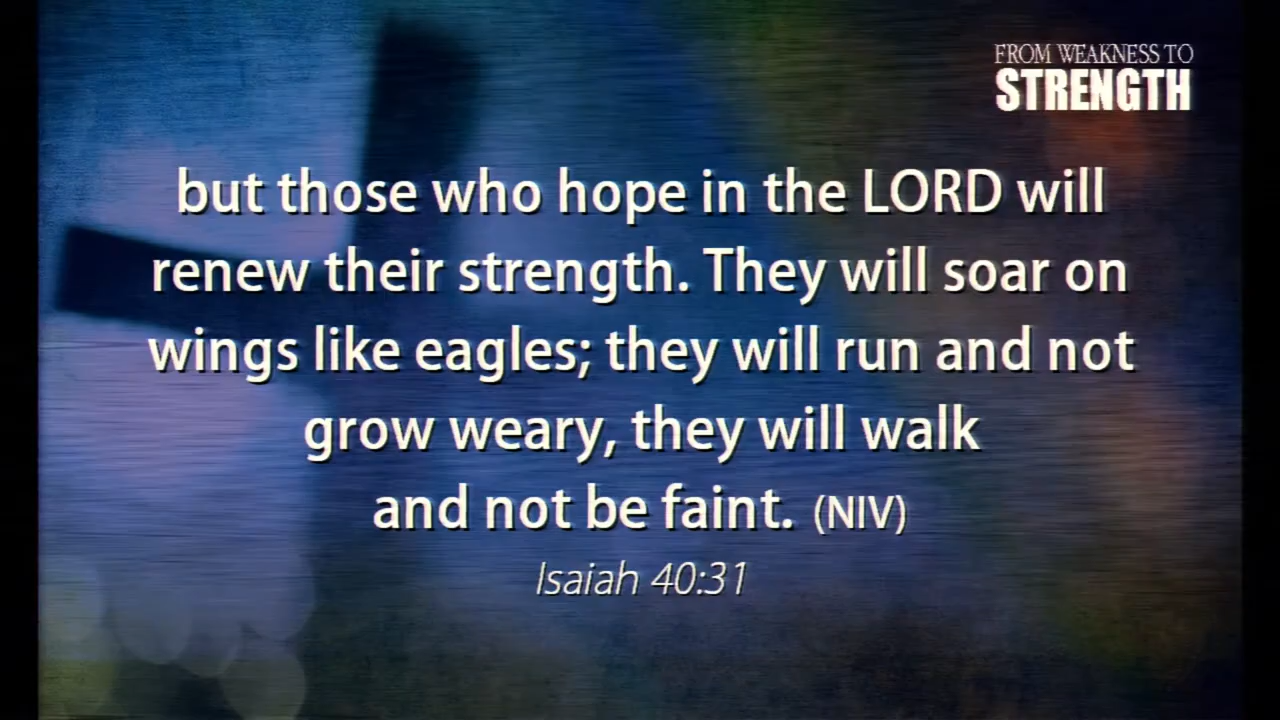 FROM WEAKNESS TO
STRENGTH
but those who hope in the LORD will
renew their strength. They will soar on
wings like eagles; they will run and not
grow weary, they will walk
and not be faint. (NIV)
Isaiah 40:31